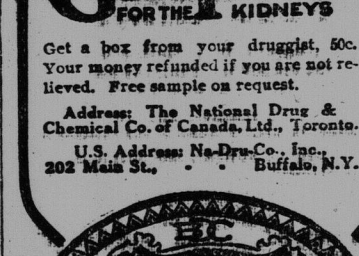 FOR THE KIDNEYS
Get a box from your druggist, 50c.
Your money refunded if you are not re-
lieved. Free sample on request.
Address: The National Drug &
Chemical Co. of Canada, Ltd., Toronto.
U.S. Address: Na-Dru-Co., Inc.,
202 Main St., - - Buffalo, N.Y.
BC